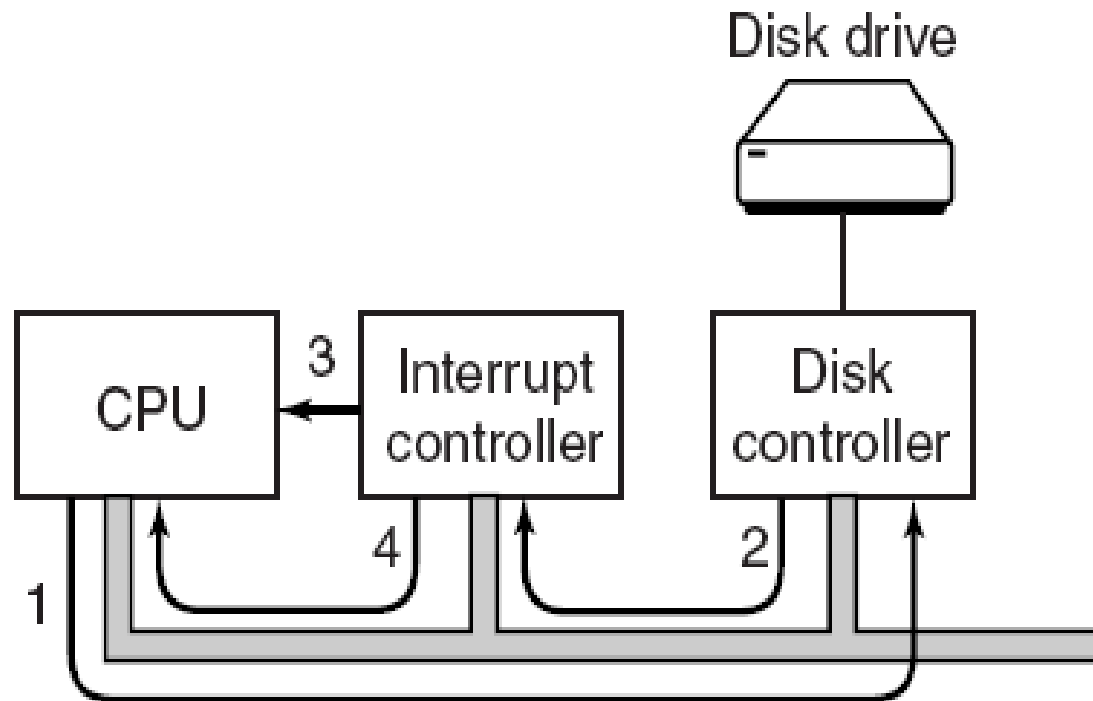 Disk drive
CPU
3
Interrupt
controller
Disk
controller
1
4
2